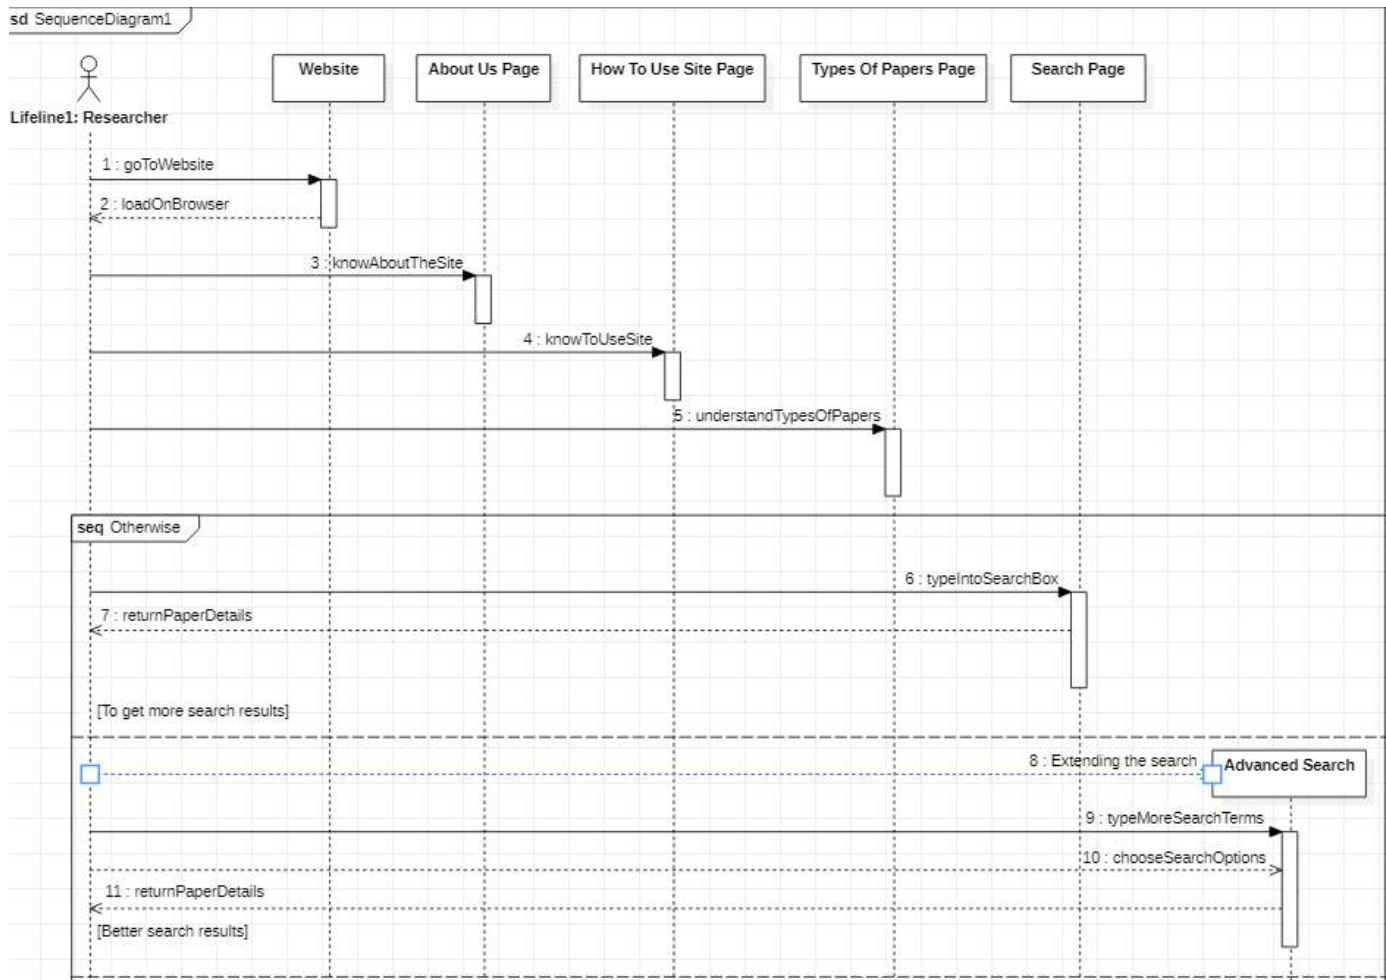 sd SequenceDiagram1
Website
About Us Page
How To Use Site Page
Types Of Papers Page
Search Page
Lifeline1: Researcher
1 : goToWebsite
2 : loadOnBrowser
3 : knowAboutTheSite
4 : knowToUseSite
5 : understandTypesOfPapers
seq Otherwise
6 : typeIntoSearchBox
7 : returnPaperDetails
[To get more search results]
8 : Extending the search
Advanced Search
9 : typeMoreSearchTerms
10 : chooseSearchOptions
11 : returnPaperDetails
[Better search results]